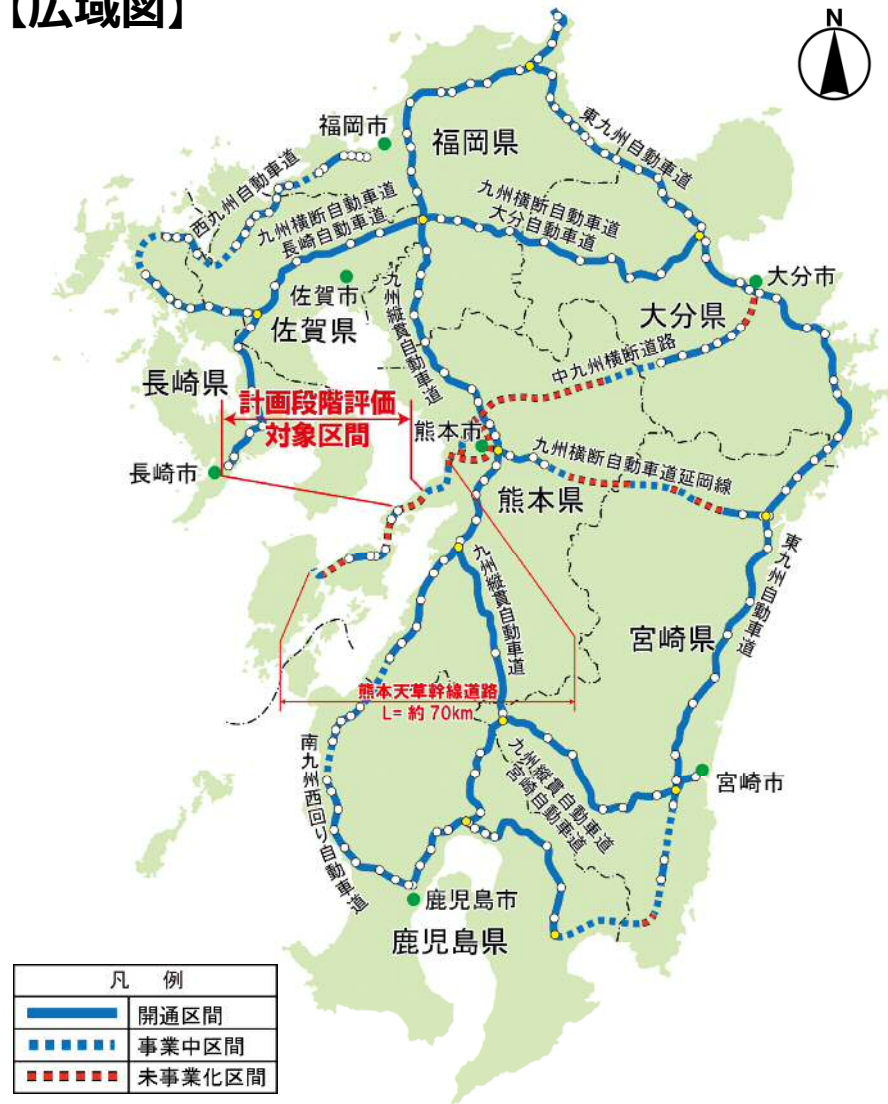 【広域図】
N
福岡市
福岡県
東九州自動車道
西九州自動車道
九州横断自動車道
長崎自動車道
九州横断自動車道
大分自動車道
佐賀市
佐賀県
九州縦貫自動車道
大分市
大分県
中九州横断道路
長崎県
計画段階評価
対象区間
熊本市
長崎市
九州横断自動車道延岡線
熊本県
九州縦貫自動車道
東九州自動車道
宮崎県
熊本天草幹線道路
L= 約 70km
南九州西回り自動車道
九州縦貫自動車道
宮崎自動車道
宮崎市
鹿児島市
鹿児島県
凡 例
開通区間
事業中区間
未事業化区間